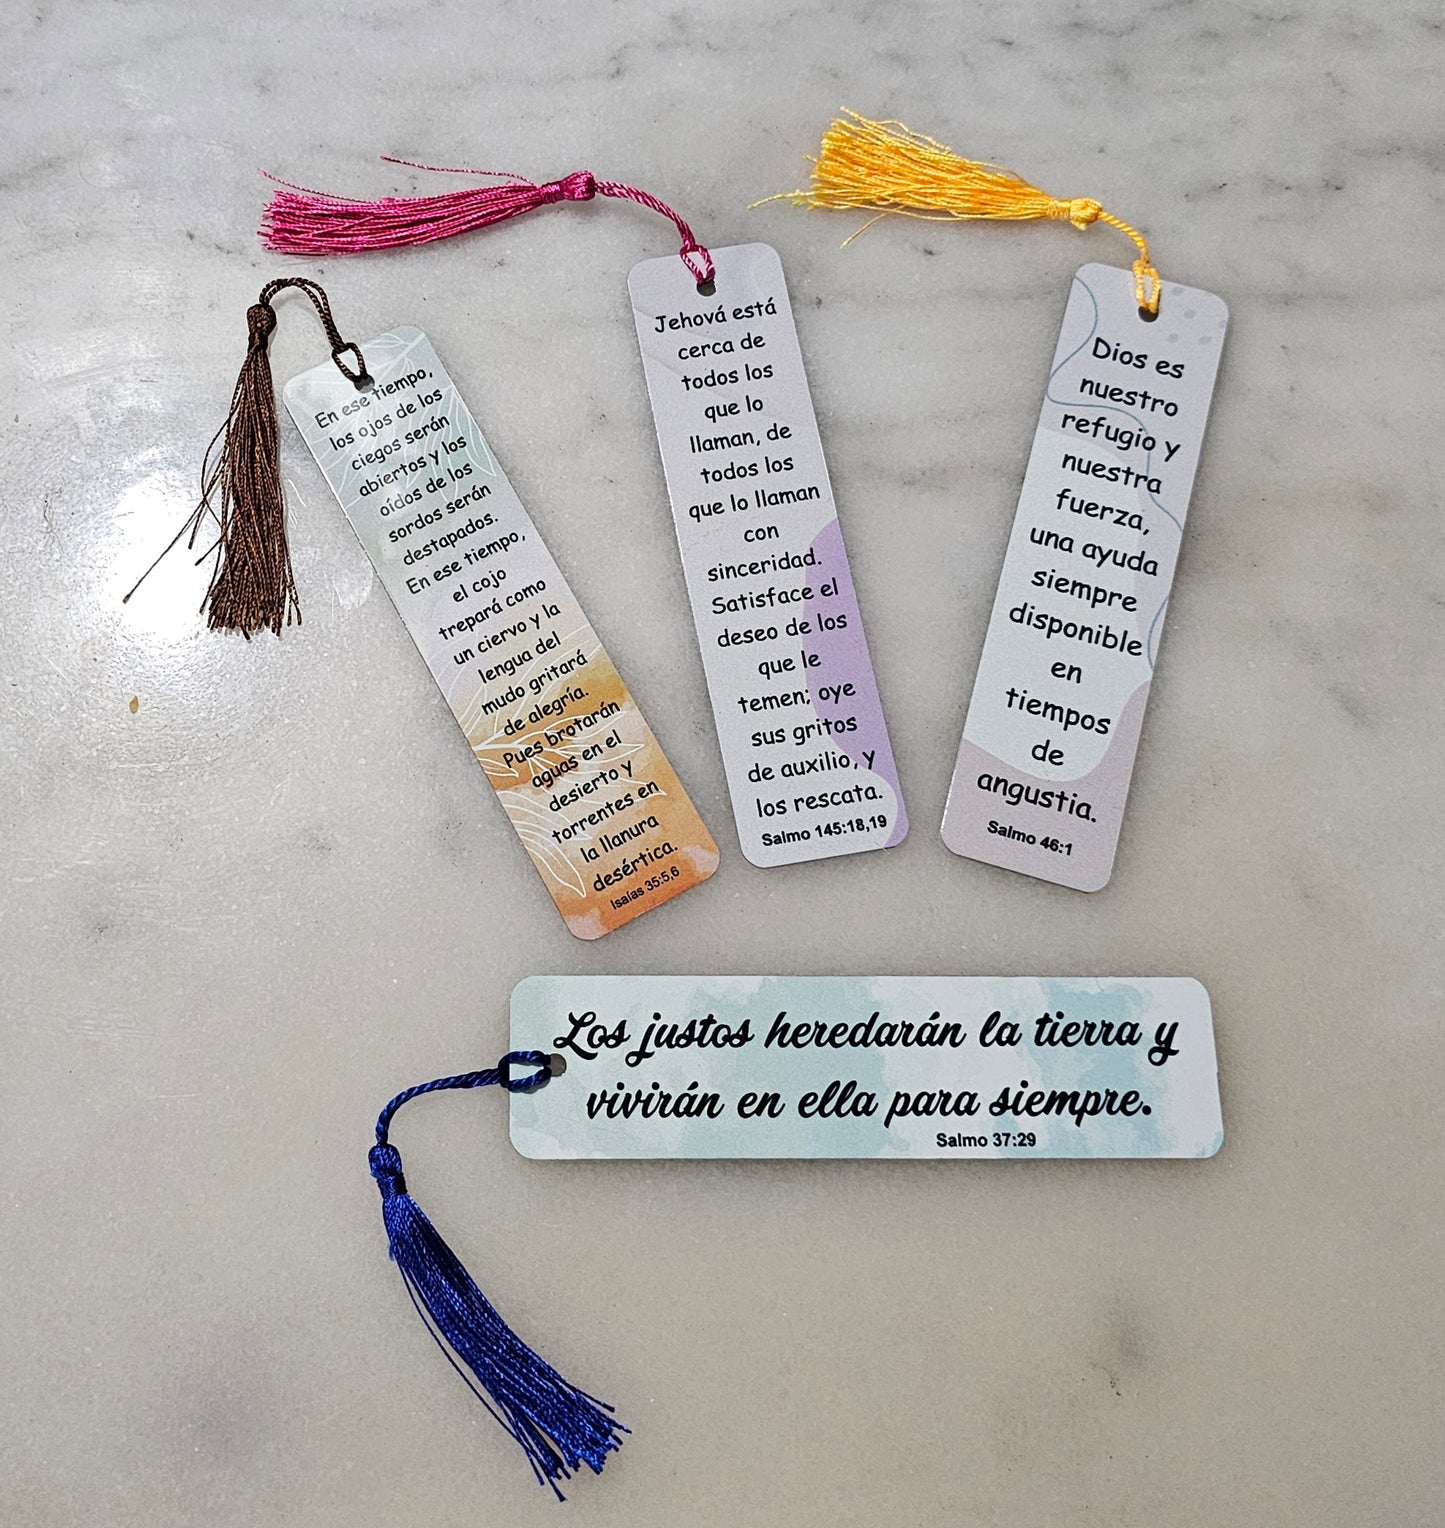 En ese tiempo,
los ojos de los
ciegos serán
abiertos y los
oídos de los
sordos serán
destapados.
En ese tiempo,
el cojo
trepará como
un ciervo y la
lengua del
mudo gritará
de alegría.
Pues brotarán
aguas en el
desierto y
torrentes en
la llanura
desértica.
Isaías 35:5,6
Jehová está
cerca de
todos los
que lo
llaman, de
todos los
que lo llaman
con
sinceridad.
Satisface el
deseo de los
que le
temen; oye
sus gritos
de auxilio, y
los rescata.
Salmo 145:18,19
Dios es
nuestro
refugio y
nuestra
fuerza,
una ayuda
siempre
disponible
en
tiempos
de
angustia.
Salmo 46:1
Los justos heredarán la tierra y
vivirán en ella para siempre.
Salmo 37:29